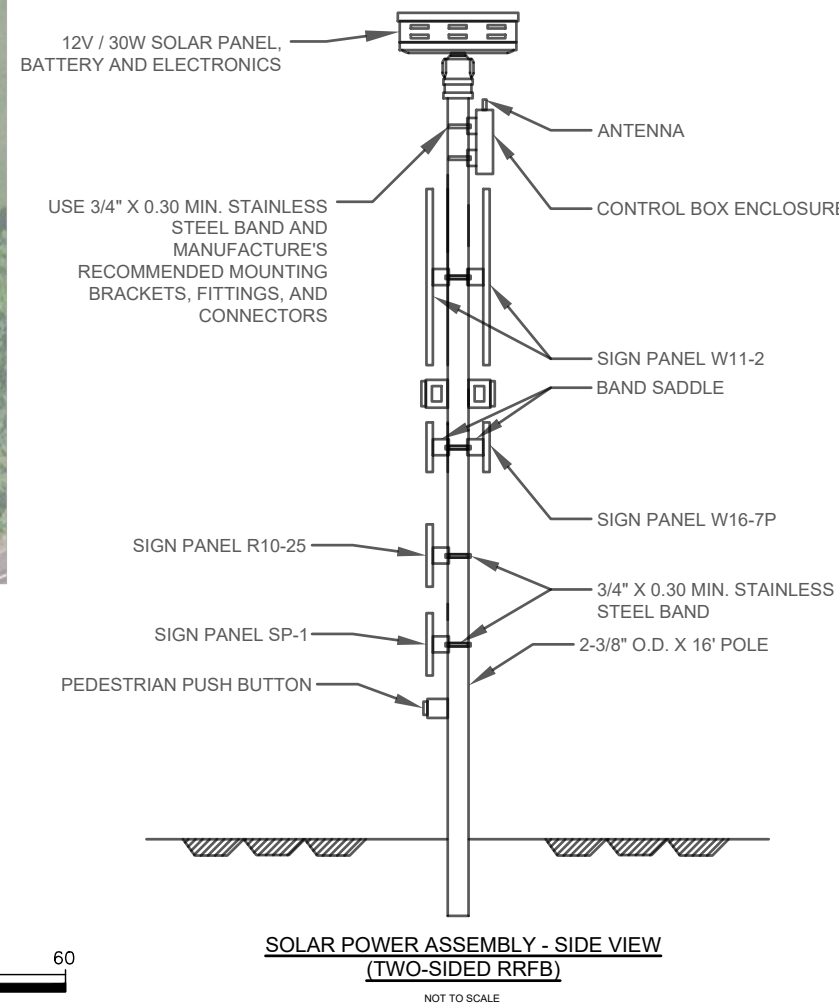 12V / 30W SOLAR PANEL,
BATTERY AND ELECTRONICS
ANTENNA
USE 3/4" X 0.30 MIN. STAINLESS
STEEL BAND AND
MANUFACTURE'S
RECOMMENDED MOUNTING
BRACKETS, FITTINGS, AND
CONNECTORS
CONTROL BOX ENCLOSURE
SIGN PANEL W11-2
BAND SADDLE
SIGN PANEL W16-7P
SIGN PANEL R10-25
3/4" X 0.30 MIN. STAINLESS
STEEL BAND
SIGN PANEL SP-1
2-3/8" O.D. X 16' POLE
PEDESTRIAN PUSH BUTTON
60
SOLAR POWER ASSEMBLY - SIDE VIEW
(TWO-SIDED RRFB)
NOT TO SCALE